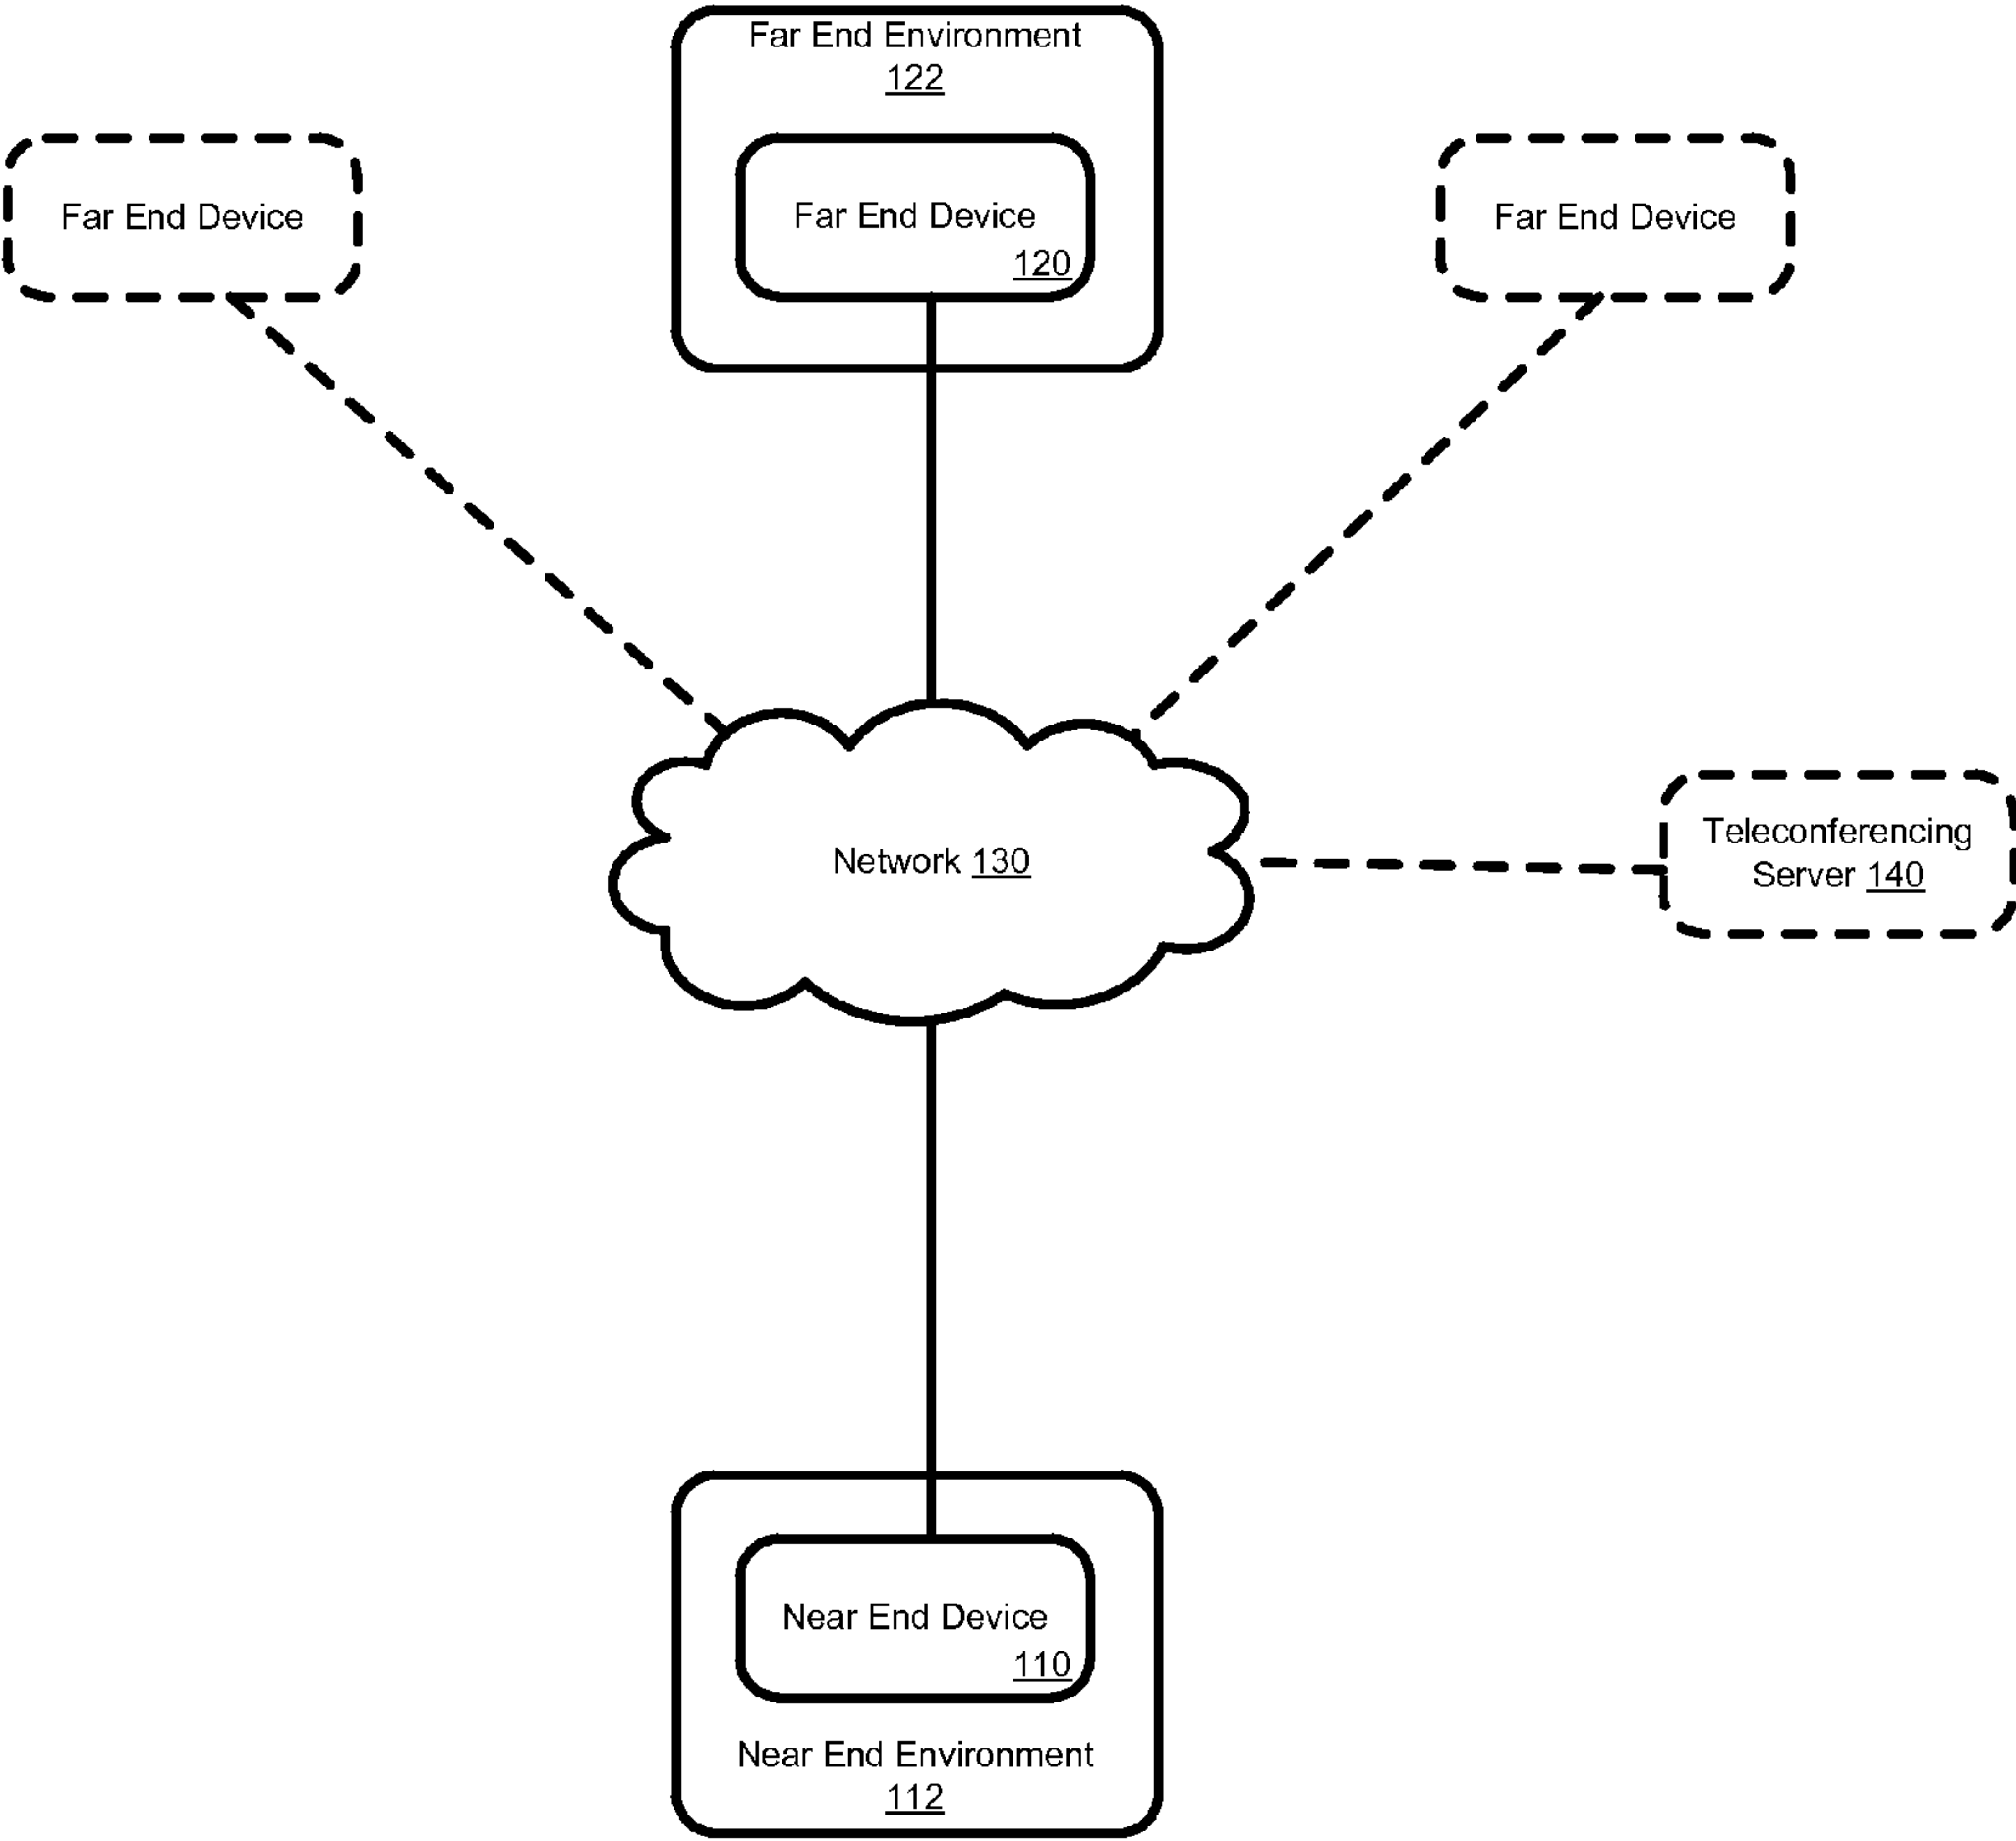 Far End Environment
122
Far End Device
Far End Device
120
Far End Device
Network 130
Teleconferencing
Server 140
Near End Device
110
Near End Environment
112